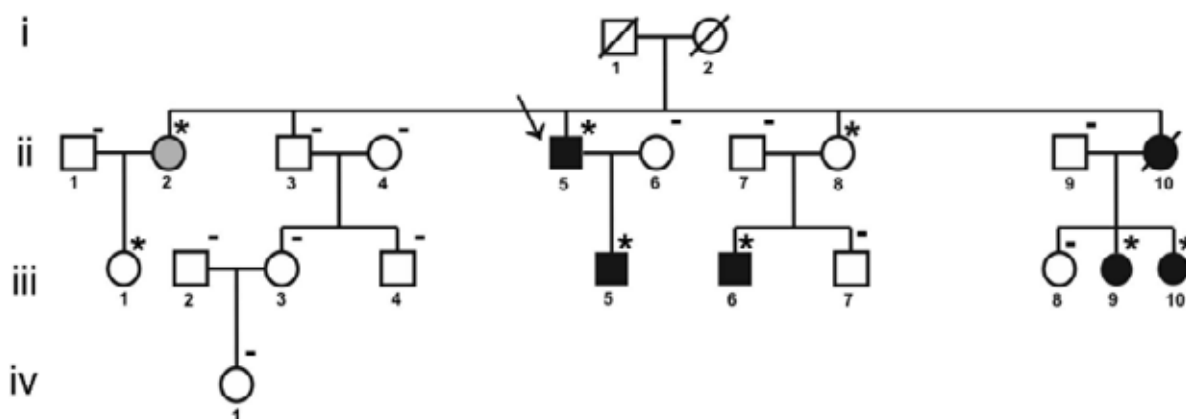 i
1 2
- * - - * - - * - *
ii
1 2 3 4 5 6 7 8 9 10
* - - - * * - - * *
iii
1 2 3 4 5 6 7 8 9 10
-
iv
1